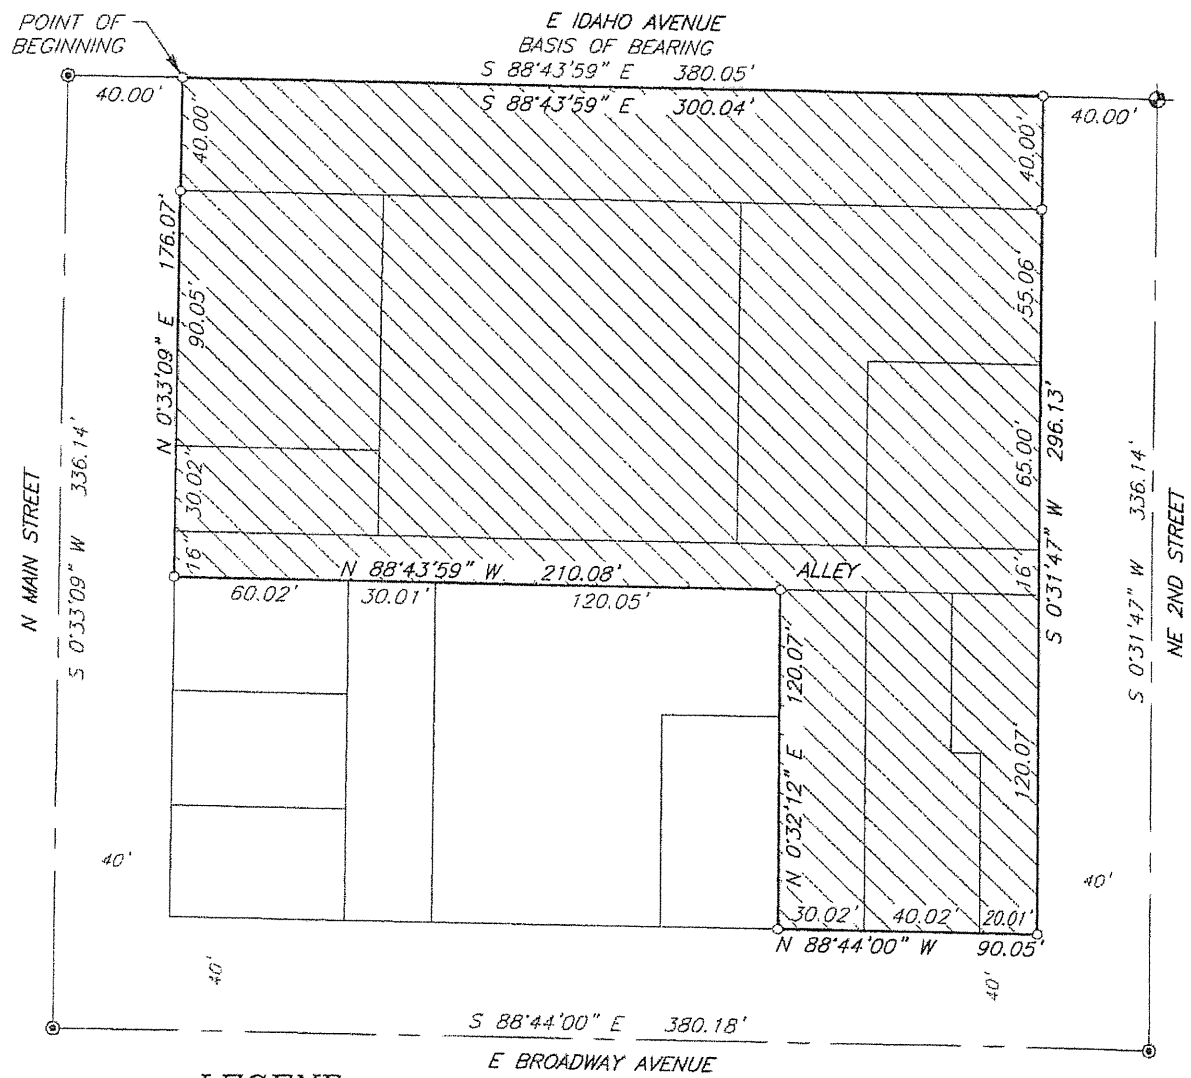 POINT OF
BEGINNING
E IDAHO AVENUE
BASIS OF BEARING
S 88°43'59" E 380.05'
S 88°43'59" E 300.04'
40.00'
40.00'
40.00"
40.00'
N 0°33'09" E 176.07'
90.05'
30.02'
16"
55.06'
65.00'
16'
S 0°31'47" W 296.13'
N MAIN STREET
S 0°33'09" W 336.14'
S 0°31'47" W 336.14'
NE 2ND STREET
N 88°43'59" W 210.08'
ALLEY
60.02'
30.01'
120.05'
N 0°32'12" E 120.07'
120.07'
40'
40'
30.02'
40.02'
20.01'
N 88°44'00" W 90.05'
40'
40'
S 88°44'00" E 380.18'
E BROADWAY AVENUE